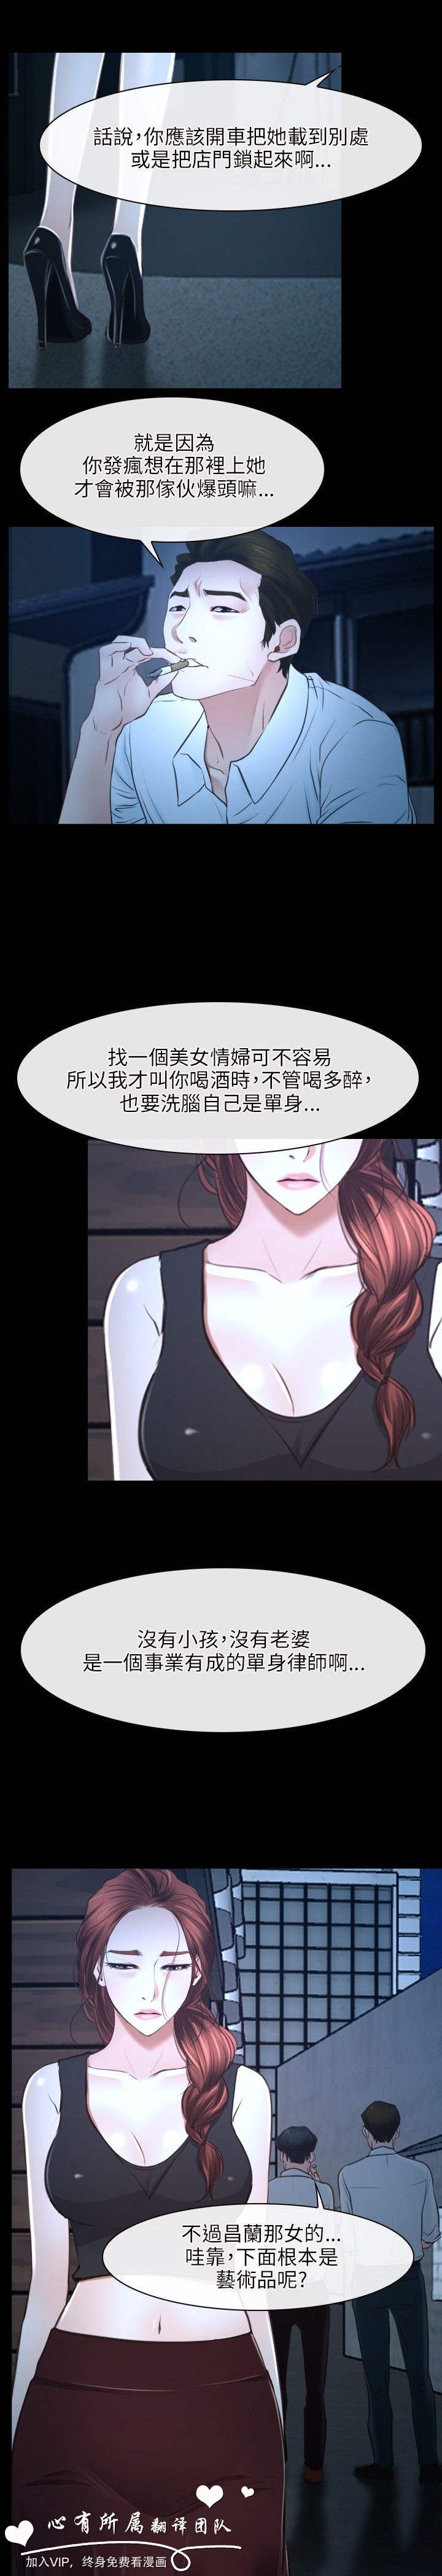 話說,你應該開車把她載到別處
或是把店門鎖起來啊...
就是因為
你發瘋想在那裡上她
才會被那傢伙爆頭嘛...
找一個美女情婦可不容易
所以我才叫你喝酒時,不管喝多醉,
也要洗腦自己是單身...
沒有小孩,沒有老婆
是一個事業有成的單身律師啊...
不過昌蘭那女的...
哇靠,下面根本是
藝術品呢?
心有所属翻译团队
加入VIP，终身免费看漫画